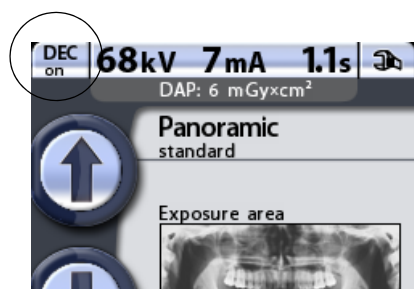 DEC
on
68kV 7mA 1.1s
DAP: 6 mGy×cm²
Panoramic
standard
Exposure area